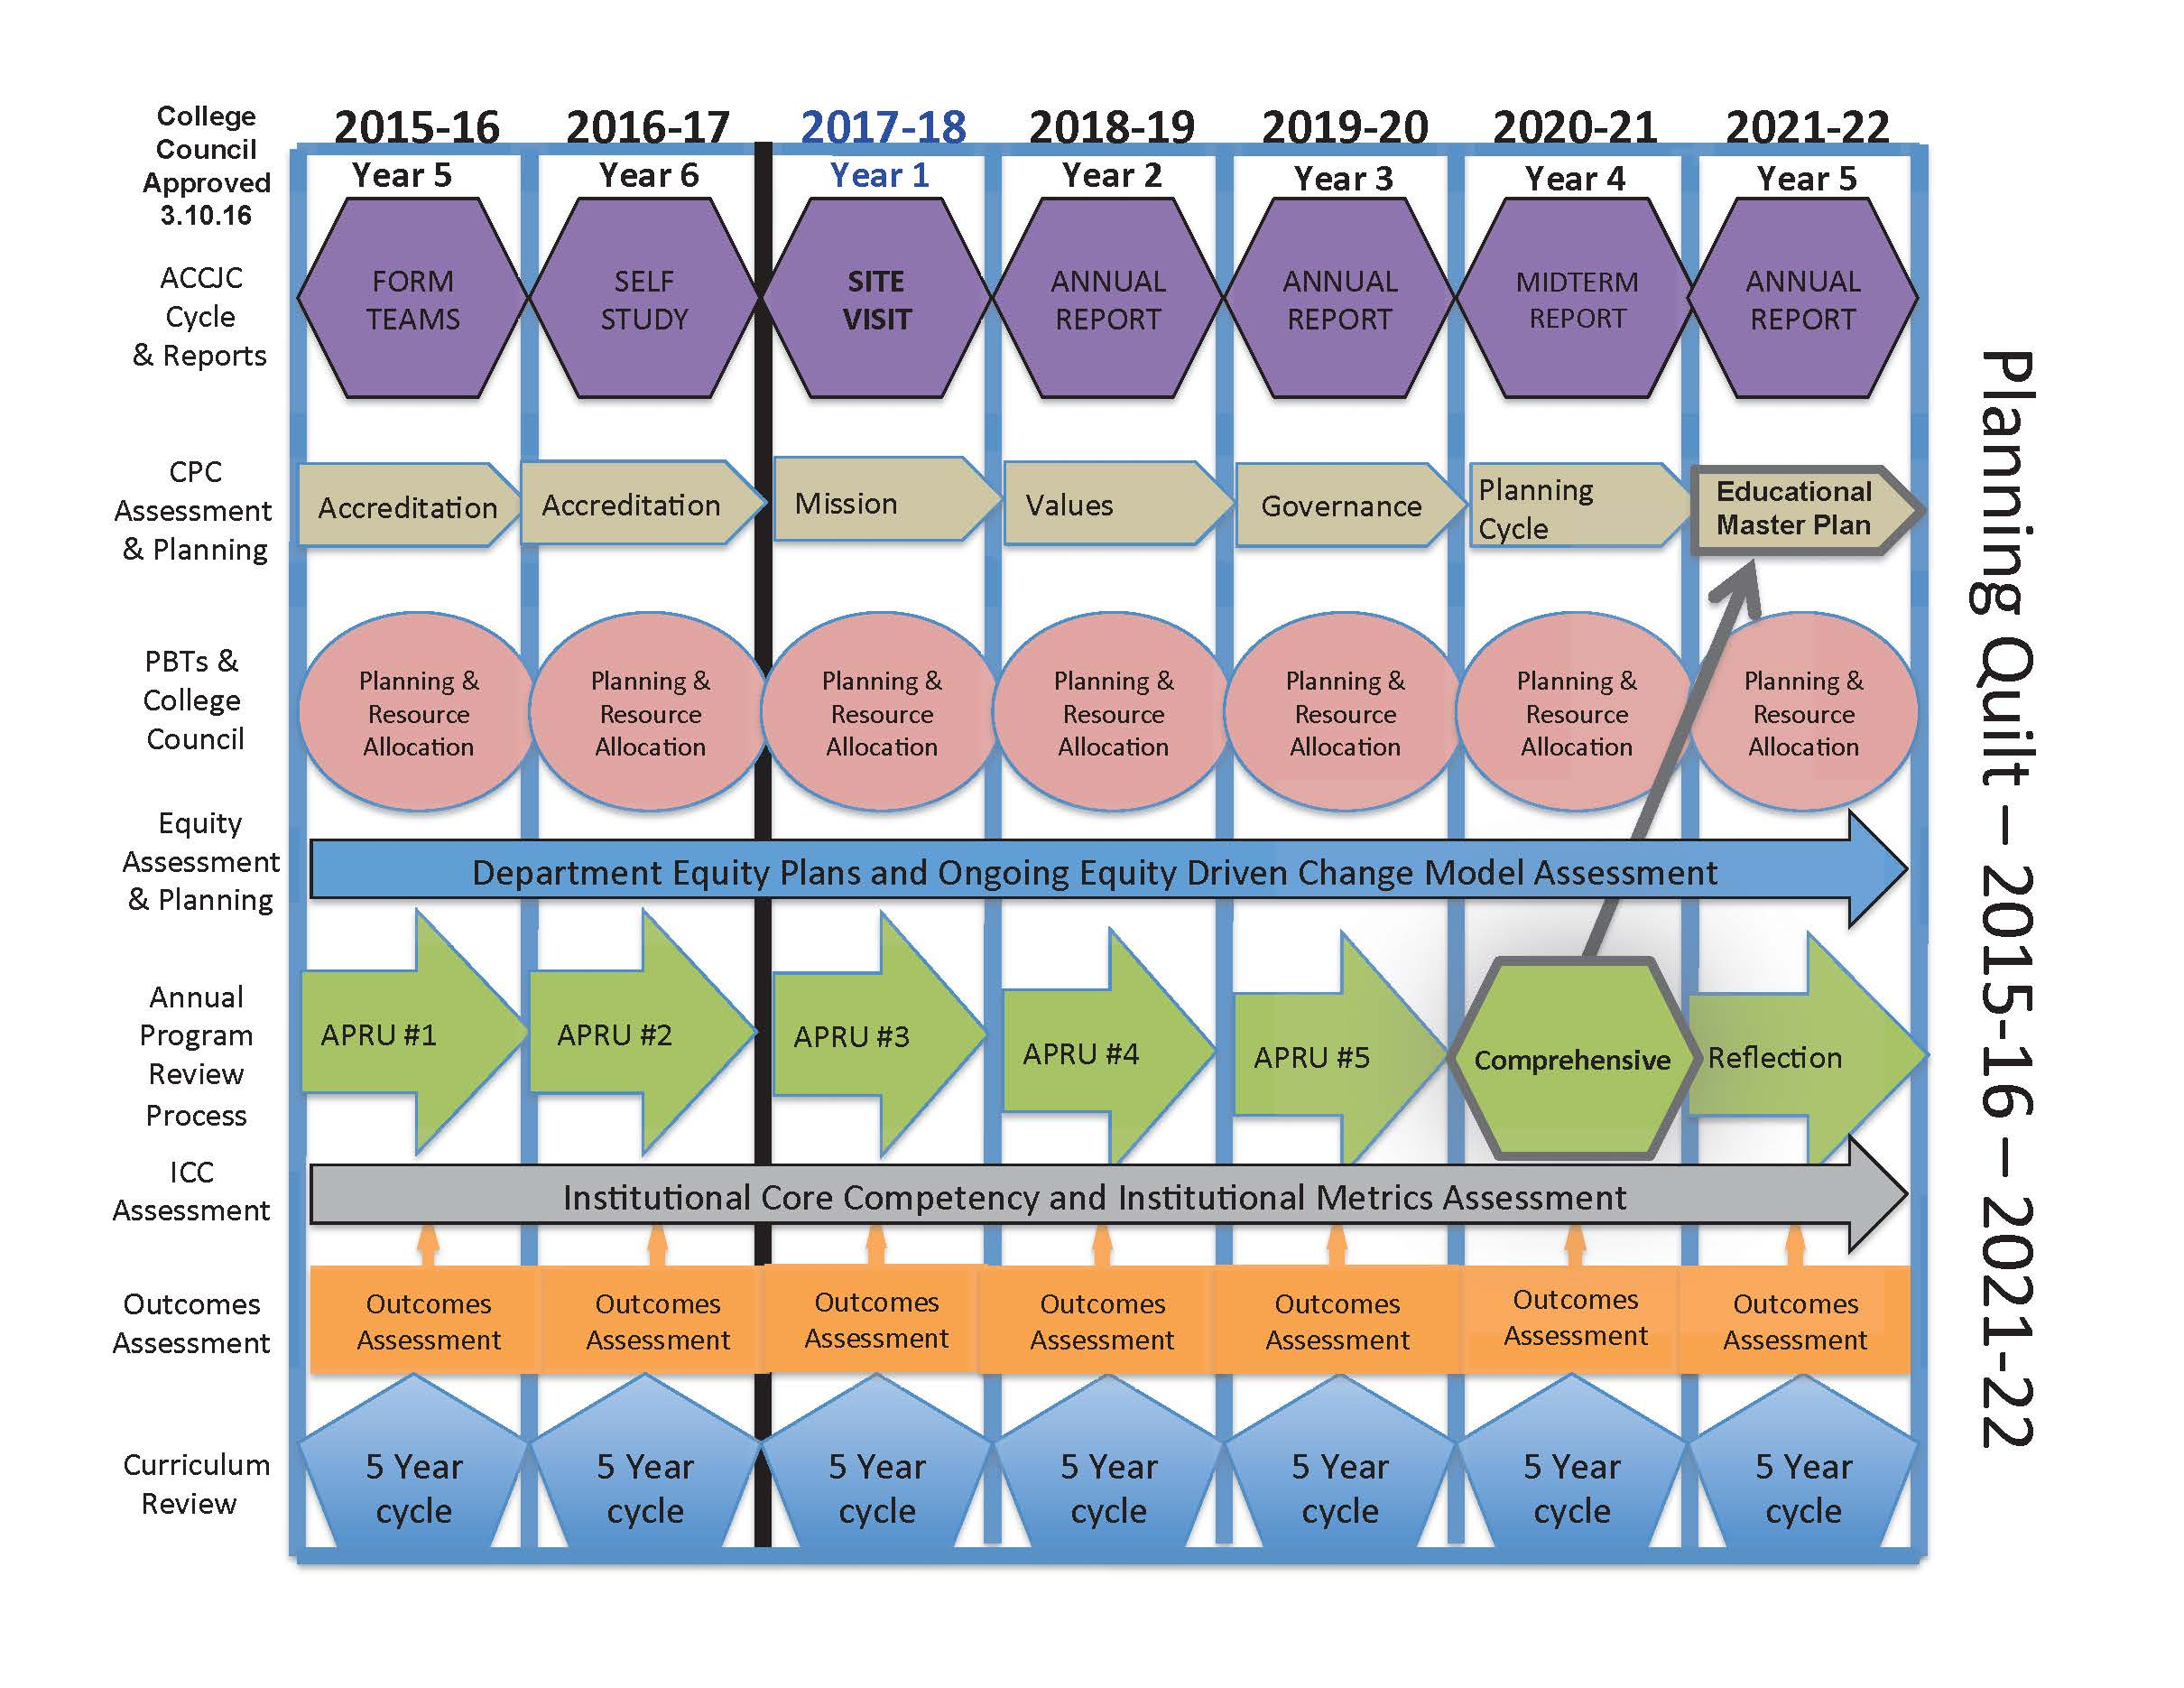 College
Council
Approved
3.10.16
2015-16
2016-17
2017-18
2018-19
2019-20
2020-21
2021-22
Year 5
Year 6
Year 1
Year 2
Year 3
Year 4
Year 5
ACCJC
Cycle
& Reports
FORM
TEAMS
SELF
STUDY
SITE
VISIT
ANNUAL
REPORT
ANNUAL
REPORT
MIDTERM
REPORT
ANNUAL
REPORT
CPC
Assessment
& Planning
Accreditation
Accreditation
Mission
Values
Governance
Planning
Cycle
Educational
Master Plan
PBTs &
College
Council
Planning &
Resource
Allocation
Planning &
Resource
Allocation
Planning &
Resource
Allocation
Planning &
Resource
Allocation
Planning &
Resource
Allocation
Planning &
Resource
Allocation
Planning &
Resource
Allocation
Equity
Assessment
& Planning
Department Equity Plans and Ongoing Equity Driven Change Model Assessment
Annual
Program
Review
Process
APRU #1
APRU #2
APRU #3
APRU #4
APRU #5
Comprehensive
Reflection
ICC
Assessment
Institutional Core Competency and Institutional Metrics Assessment
Outcomes
Assessment
Outcomes
Assessment
Outcomes
Assessment
Outcomes
Assessment
Outcomes
Assessment
Outcomes
Assessment
Outcomes
Assessment
Outcomes
Assessment
Curriculum
Review
5 Year
cycle
5 Year
cycle
5 Year
cycle
5 Year
cycle
5 Year
cycle
5 Year
cycle
5 Year
cycle
Planning Quilt – 2015-16 – 2021-22